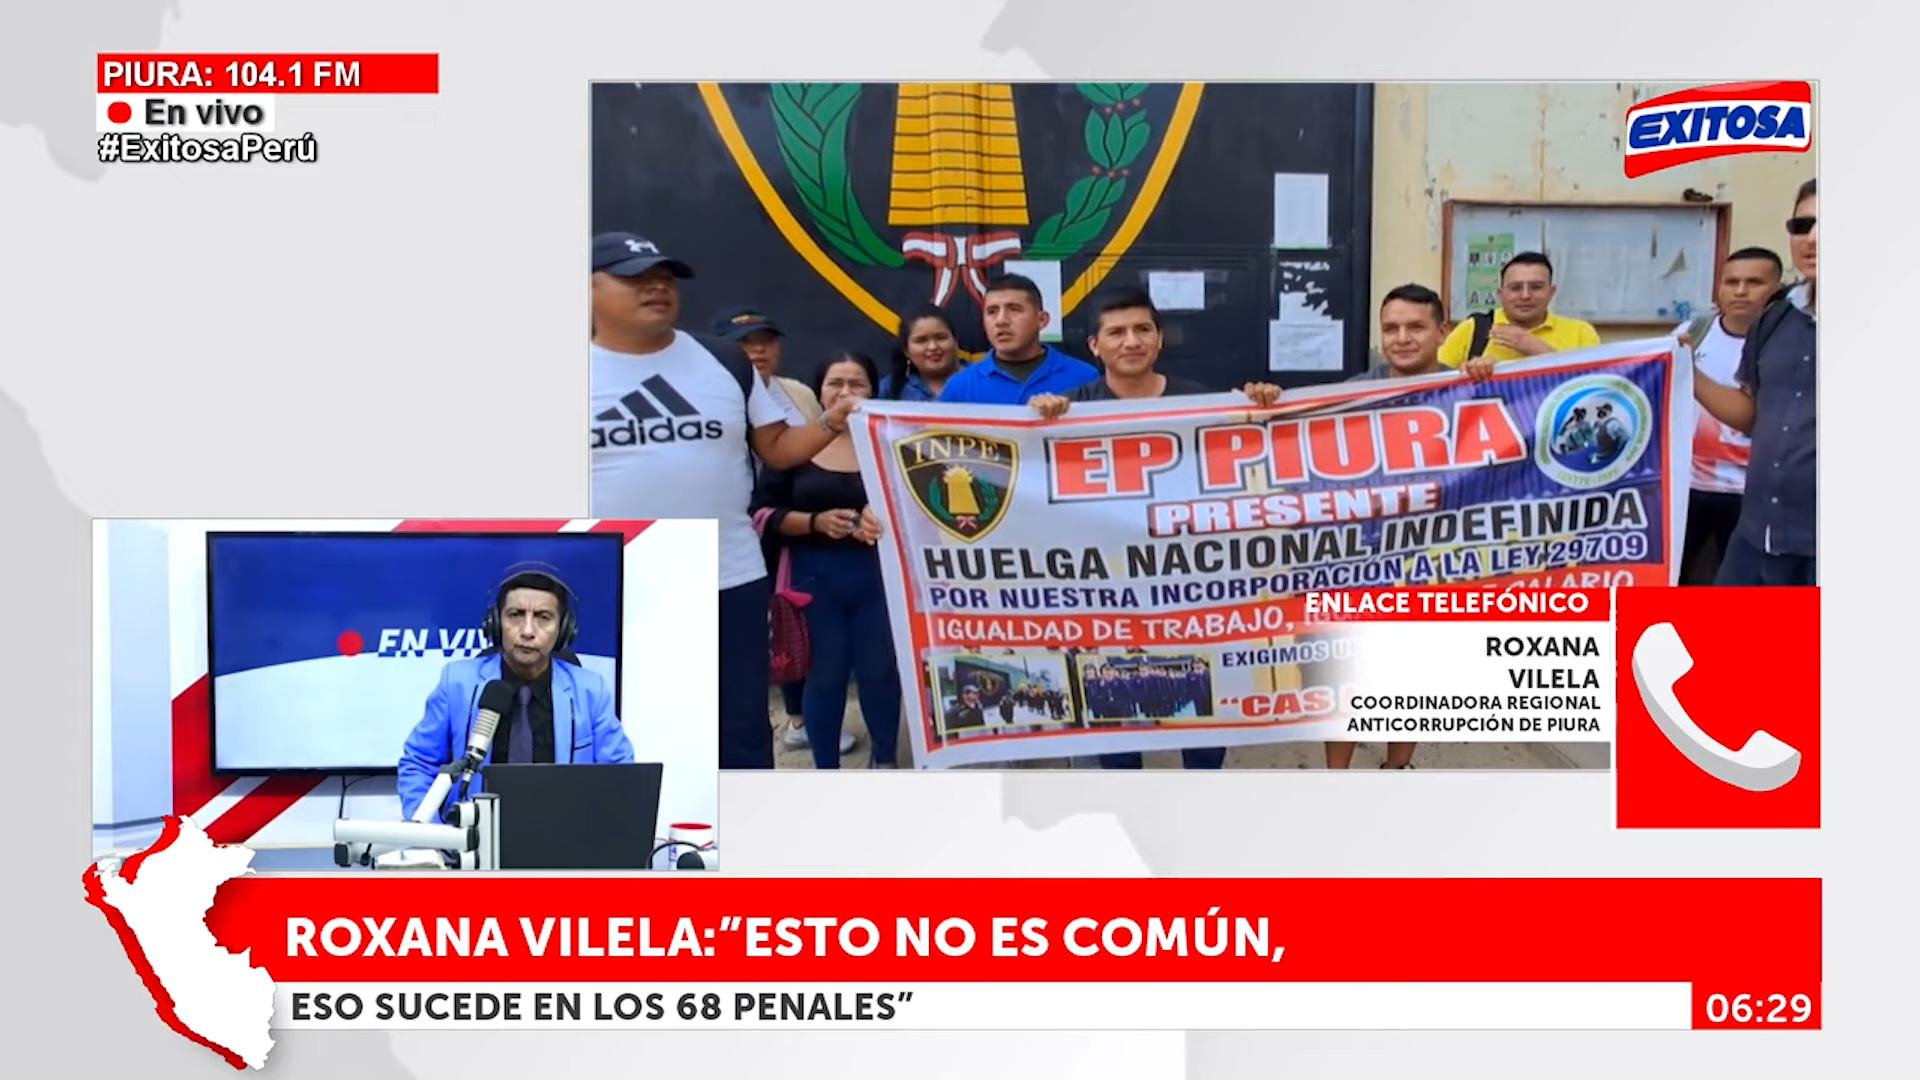 PIURA: 104.1 FM
En vivo
#ExitosaPerú
EXITOSA
adidas
INPE
EP PIURA
PRESENTE
HUELGA NACIONAL INDEFINIDA
POR NUESTRA INCORPORACIÓN A LA LEY 29709
IGUALDAD DE TRABAJO,
EXIGIMOS
"CAS
EN VIV
ENLACE TELEFÓNICO
ROXANA
VILELA
COORDINADORA REGIONAL
ANTICORRUPCIÓN DE PIURA
ROXANA VILELA:"ESTO NO ES COMÚN,
ESO SUCEDE EN LOS 68 PENALES"
06:29